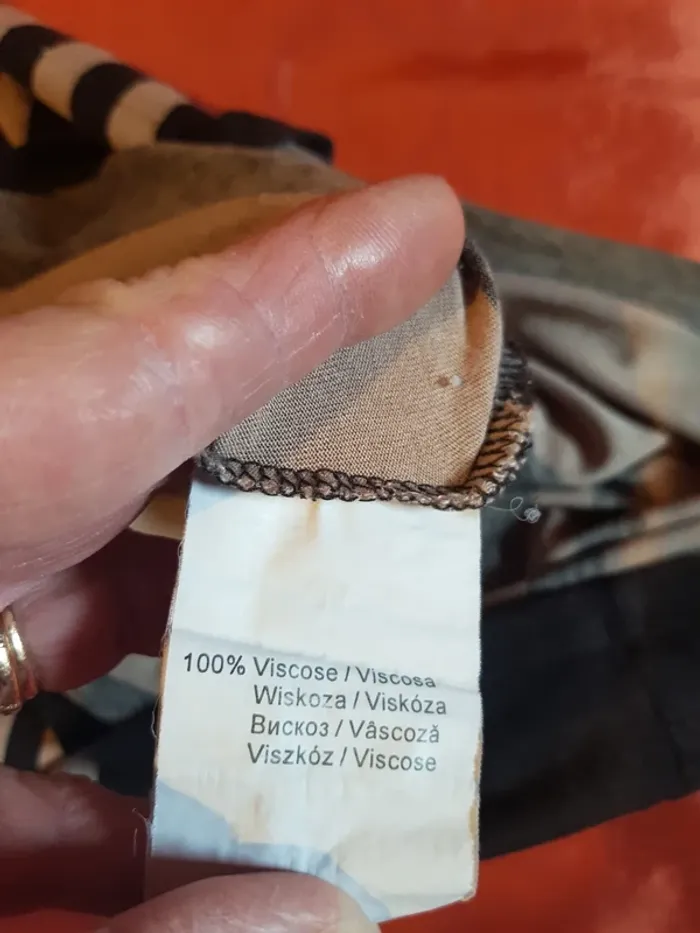 100% Viscose / Viscosa
Wiskoza / Viskóza
Вискоз / Vâscoză
Viszkóz / Viscose